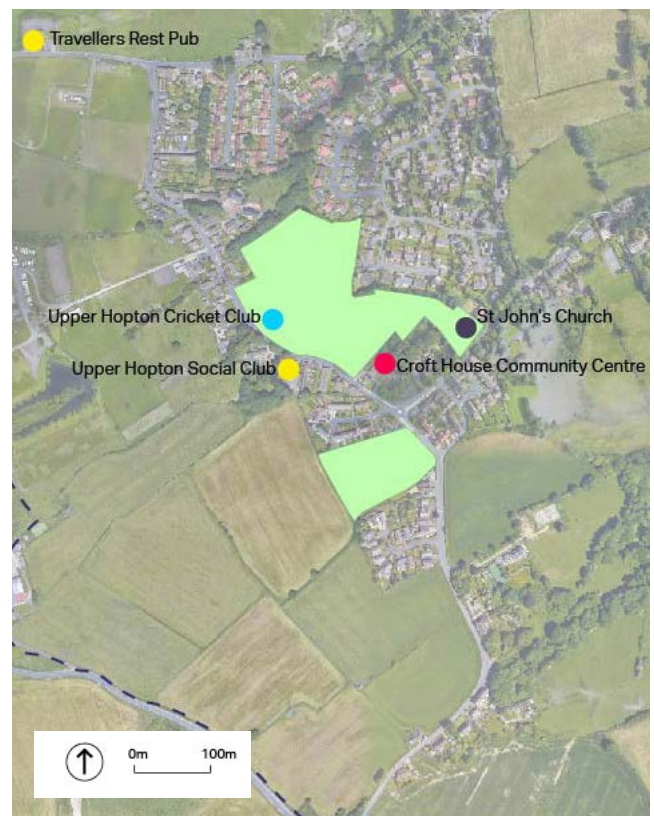 Travellers Rest Pub
Upper Hopton Cricket Club
St John's Church
Upper Hopton Social Club
Croft House Community Centre
0m 100m